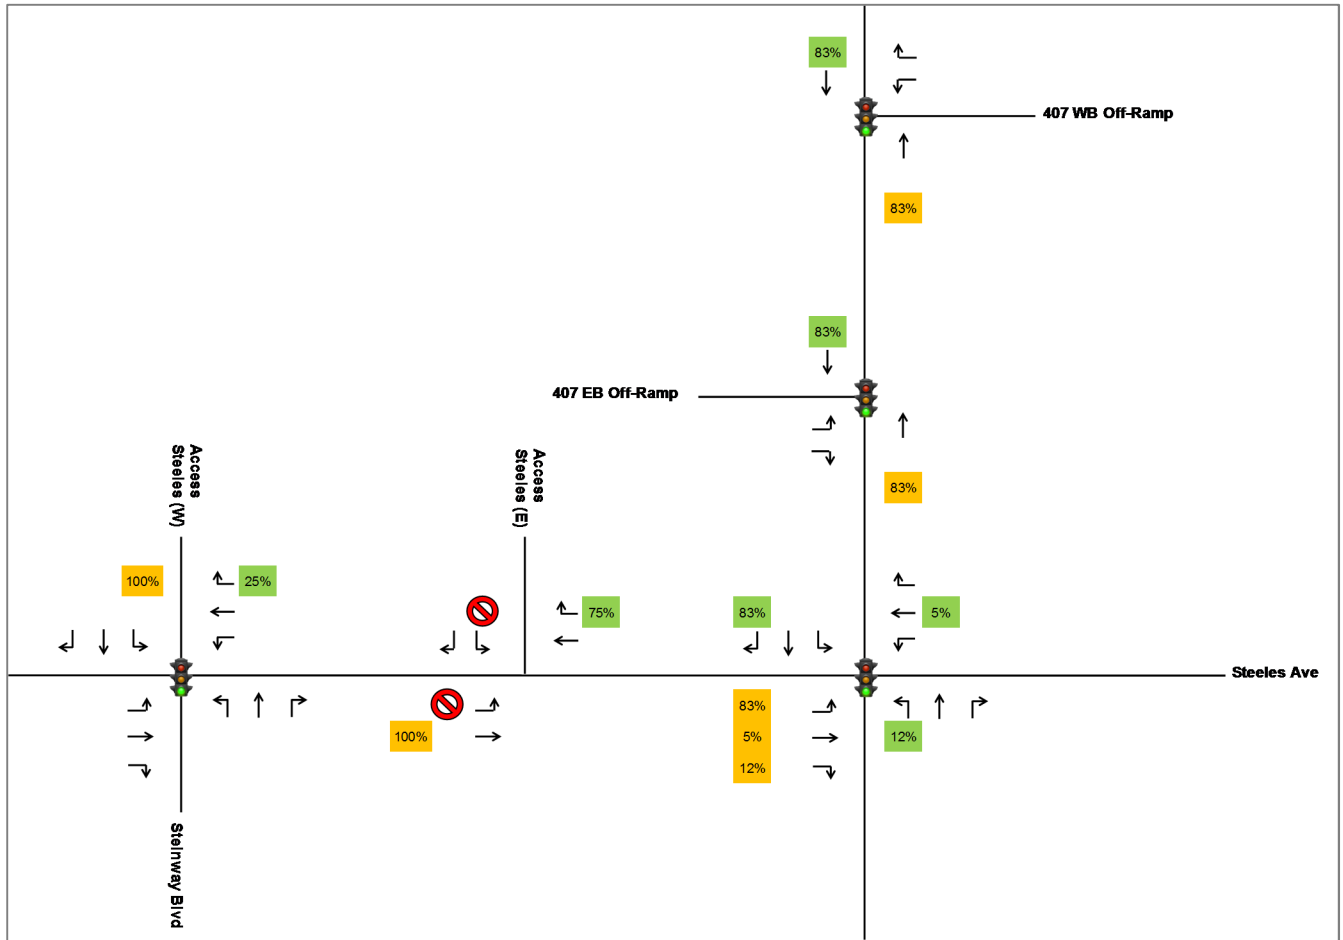 83%
407 WB Off-Ramp
83%
83%
407 EB Off-Ramp
83%
Access
Steeles (W)
Access
Steeles (E)
100%
25%
75%
83%
5%
Steeles Ave
100%
83%
5%
12%
12%
Steinway Blvd